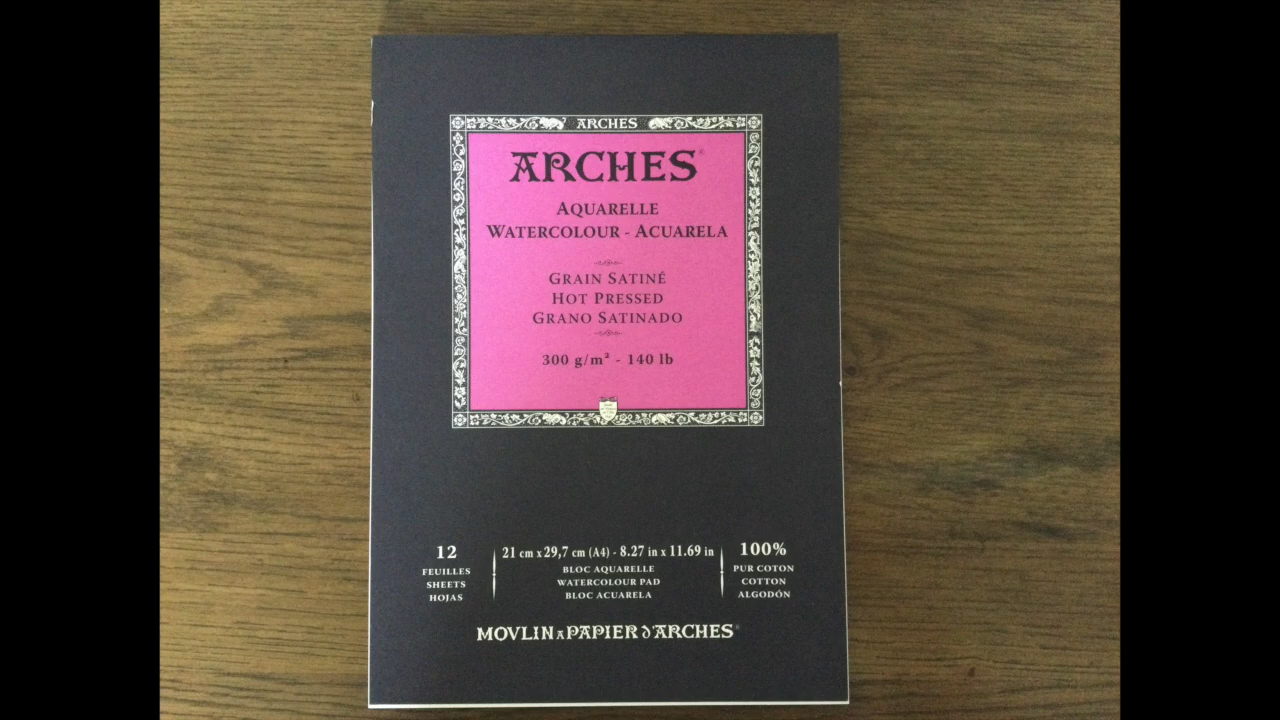 ARCHES
ARCHES®
AQUARELLE
WATERCOLOUR - ACUARELA
GRAIN SATINÉ
HOT PRESSED
GRANO SATINADO
300 g/m² - 140 lb
12
FEUILLES
SHEETS
HOJAS
21 cm x 29,7 cm (A4) - 8.27 in x 11.69 in
BLOC AQUARELLE
WATERCOLOUR PAD
BLOC ACUARELA
100%
PUR COTON
COTTON
ALGODÓN
MOVLIN A PAPIER D'ARCHES®